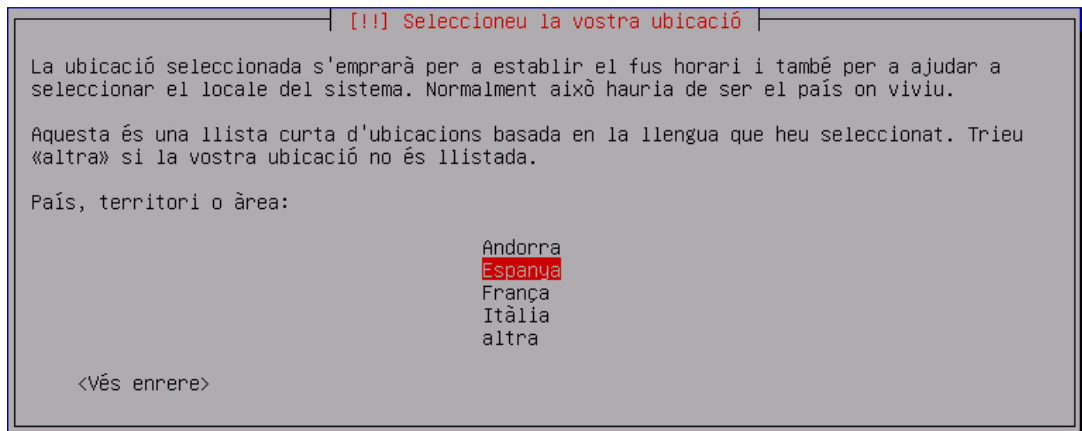 [!!] Seleccioneu la vostra ubicació
La ubicació seleccionada s'emprarà per a establir el fus horari i també per a ajudar a
seleccionar el locale del sistema. Normalment això hauria de ser el país on viviu.
Aquesta és una llista curta d'ubicacions basada en la llengua que heu seleccionat. Trieu
«altra» si la vostra ubicació no és llistada.
País, territori o àrea:
Andorra
Espanya
França
Itàlia
altra
<Vés enrere>